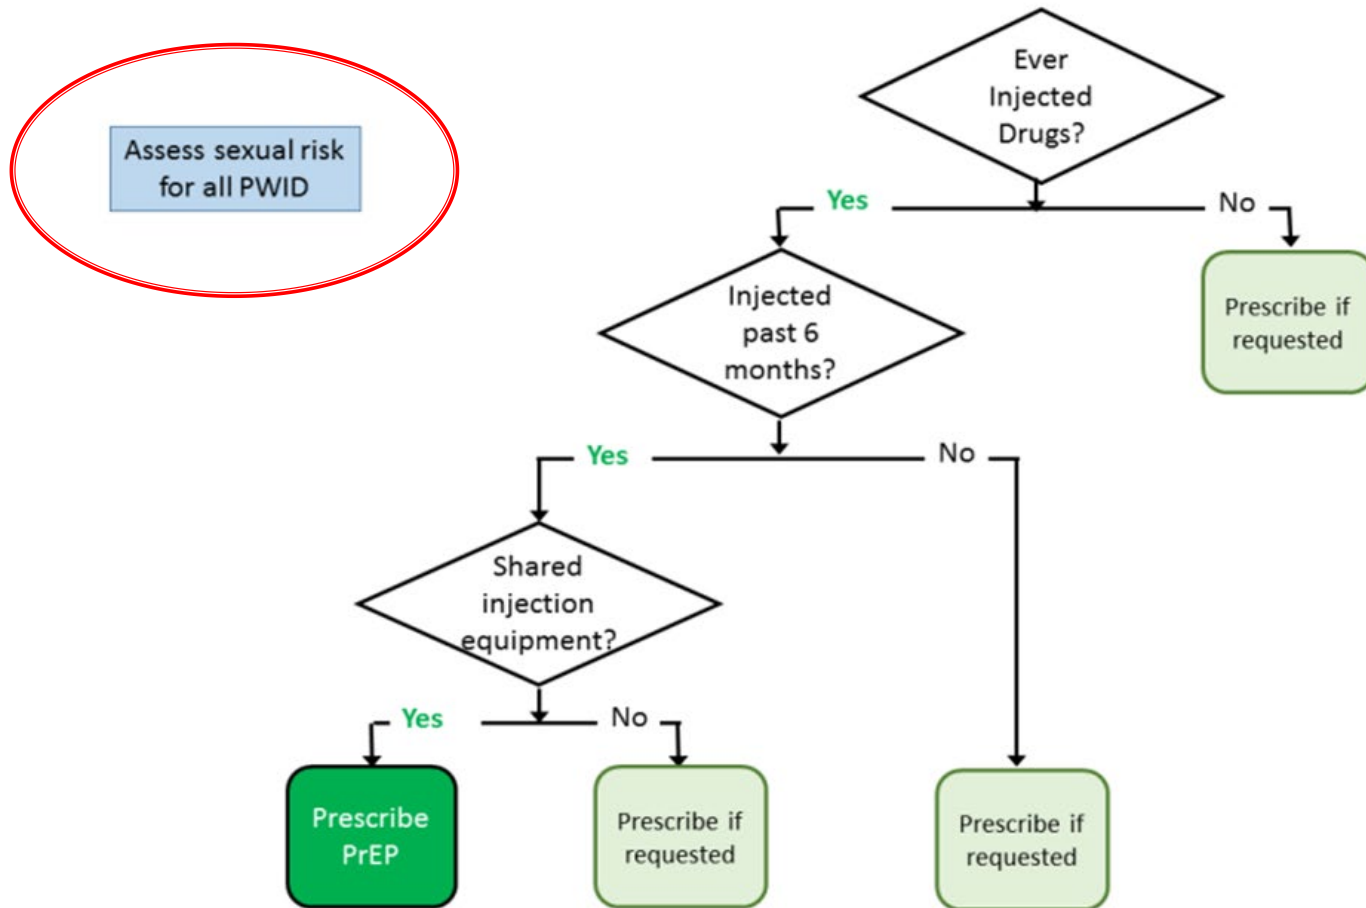 Assess sexual risk
for all PWID
Ever
Injected
Drugs?
Yes
No
Injected
past 6
months?
Prescribe if
requested
Yes
No
Shared
injection
equipment?
Yes
No
Prescribe
PrEP
Prescribe if
requested
Prescribe if
requested